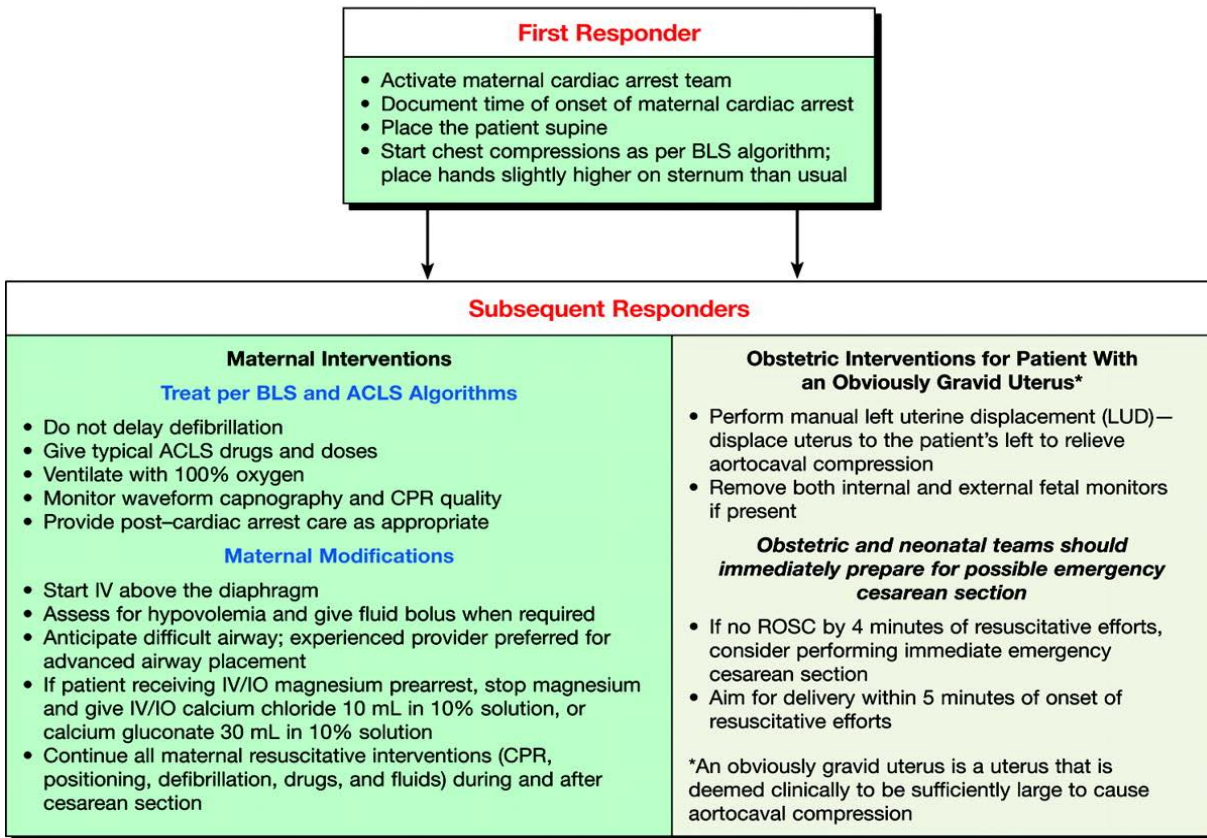 First Responder
• Activate maternal cardiac arrest team
• Document time of onset of maternal cardiac arrest
• Place the patient supine
• Start chest compressions as per BLS algorithm;
place hands slightly higher on sternum than usual
Subsequent Responders
Maternal Interventions
Treat per BLS and ACLS Algorithms
• Do not delay defibrillation
• Give typical ACLS drugs and doses
• Ventilate with 100% oxygen
• Monitor waveform capnography and CPR quality
• Provide post–cardiac arrest care as appropriate
Maternal Modifications
• Start IV above the diaphragm
• Assess for hypovolemia and give fluid bolus when required
• Anticipate difficult airway; experienced provider preferred for
advanced airway placement
• If patient receiving IV/IO magnesium prearrest, stop magnesium
and give IV/IO calcium chloride 10 mL in 10% solution, or
calcium gluconate 30 mL in 10% solution
• Continue all maternal resuscitative interventions (CPR,
positioning, defibrillation, drugs, and fluids) during and after
cesarean section
Obstetric Interventions for Patient With
an Obviously Gravid Uterus*
• Perform manual left uterine displacement (LUD)—
displace uterus to the patient's left to relieve
aortocaval compression
• Remove both internal and external fetal monitors
if present
Obstetric and neonatal teams should
immediately prepare for possible emergency
cesarean section
• If no ROSC by 4 minutes of resuscitative efforts,
consider performing immediate emergency
cesarean section
• Aim for delivery within 5 minutes of onset of
resuscitative efforts
*An obviously gravid uterus is a uterus that is
deemed clinically to be sufficiently large to cause
aortocaval compression